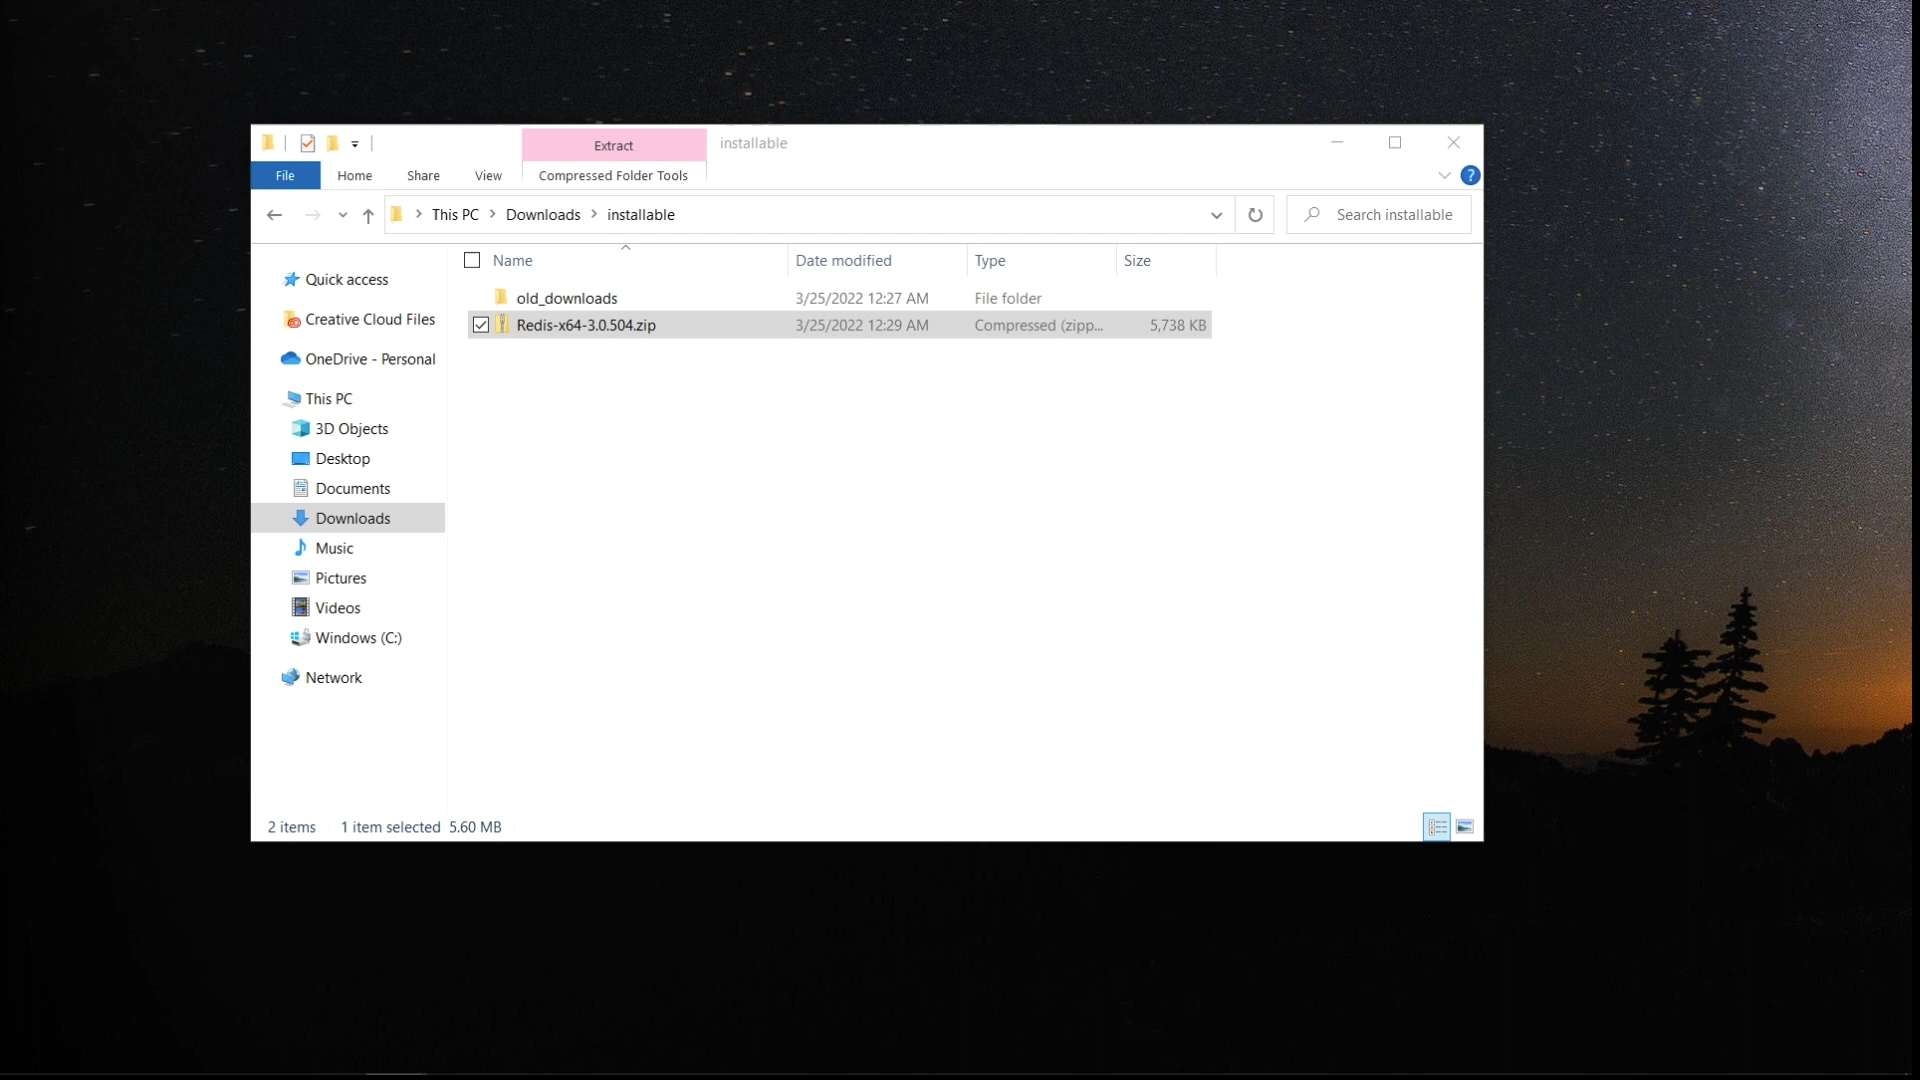 Extract
installable
File
Home
Share
View
Compressed Folder Tools
?
This PC
Downloads
installable
Search installable
Name
Date modified
Type
Size
Quick access
Creative Cloud Files
OneDrive - Personal
This PC
3D Objects
Desktop
Documents
Downloads
Music
Pictures
Videos
Windows (C:)
Network
old_downloads 3/25/2022 12:27 AM File folder
Redis-x64-3.0.504.zip 3/25/2022 12:29 AM Compressed (zipp... 5,738 KB
2 items 1 item selected 5.60 MB